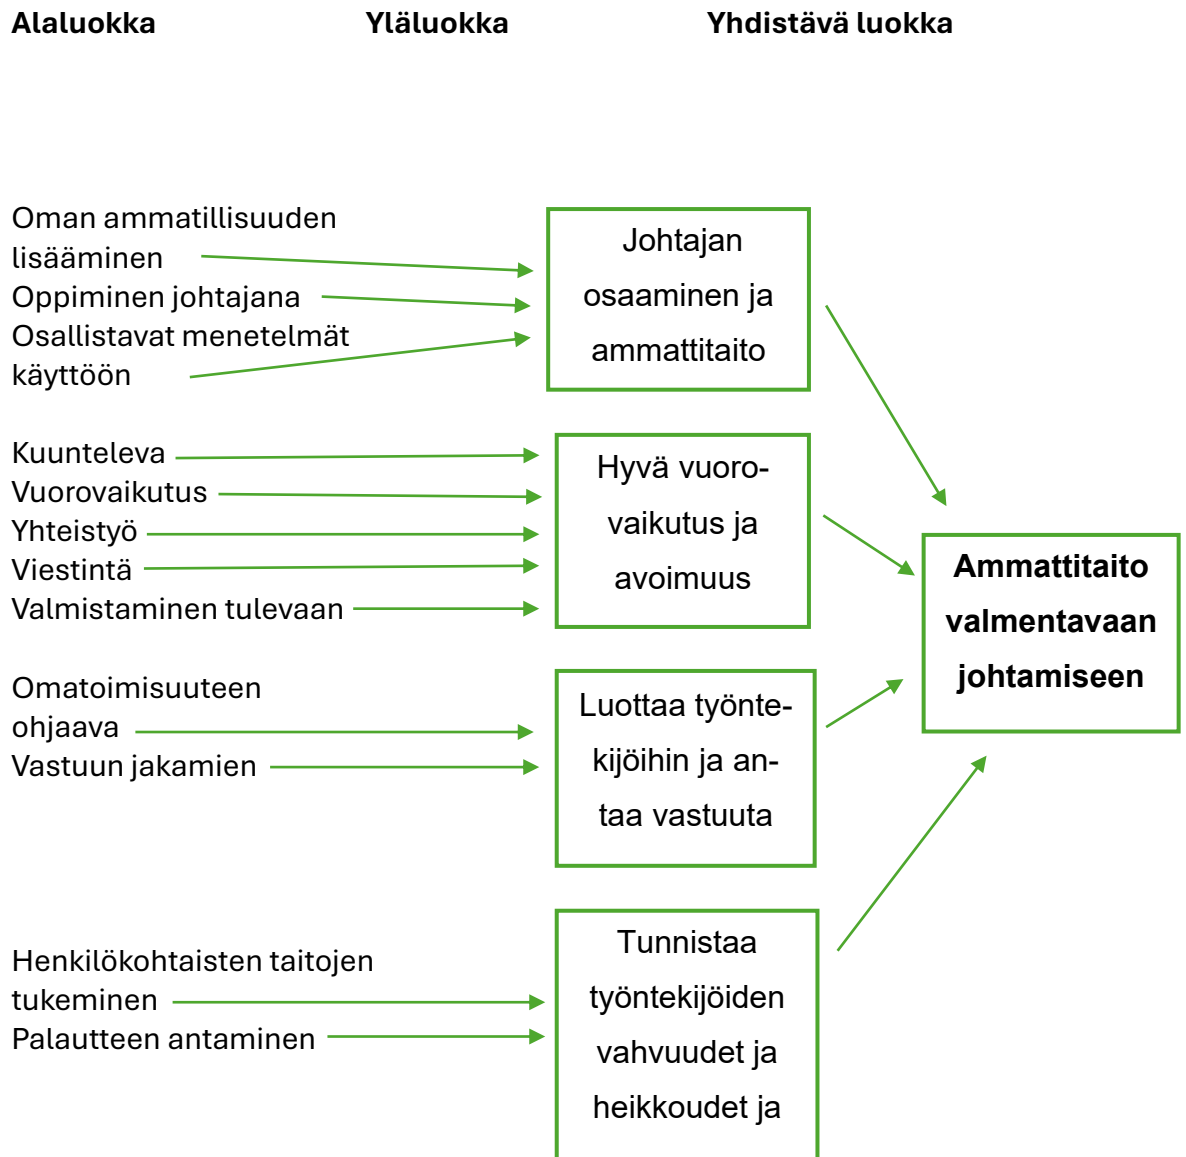 Alaluokka Yläluokka Yhdistävä luokka
Oman ammatillisuuden
lisääminen
Oppiminen johtajana
Osallistavat menetelmät
käyttöön
Johtajan
osaaminen ja
ammattitaito
Kuunteleva
Vuorovaikutus
Yhteistyö
Viestintä
Valmistaminen tulevaan
Hyvä vuoro-
vaikutus ja
avoimuus
Ammattitaito
valmentavaan
johtamiseen
Omatoimisuuteen
ohjaava
Vastuun jakamien
Luottaa työnte-
kijöihin ja an-
taa vastuuta
Henkilökohtaisten taitojen
tukeminen
Palautteen antaminen
Tunnistaa
työntekijöiden
vahvuudet ja
heikkoudet ja